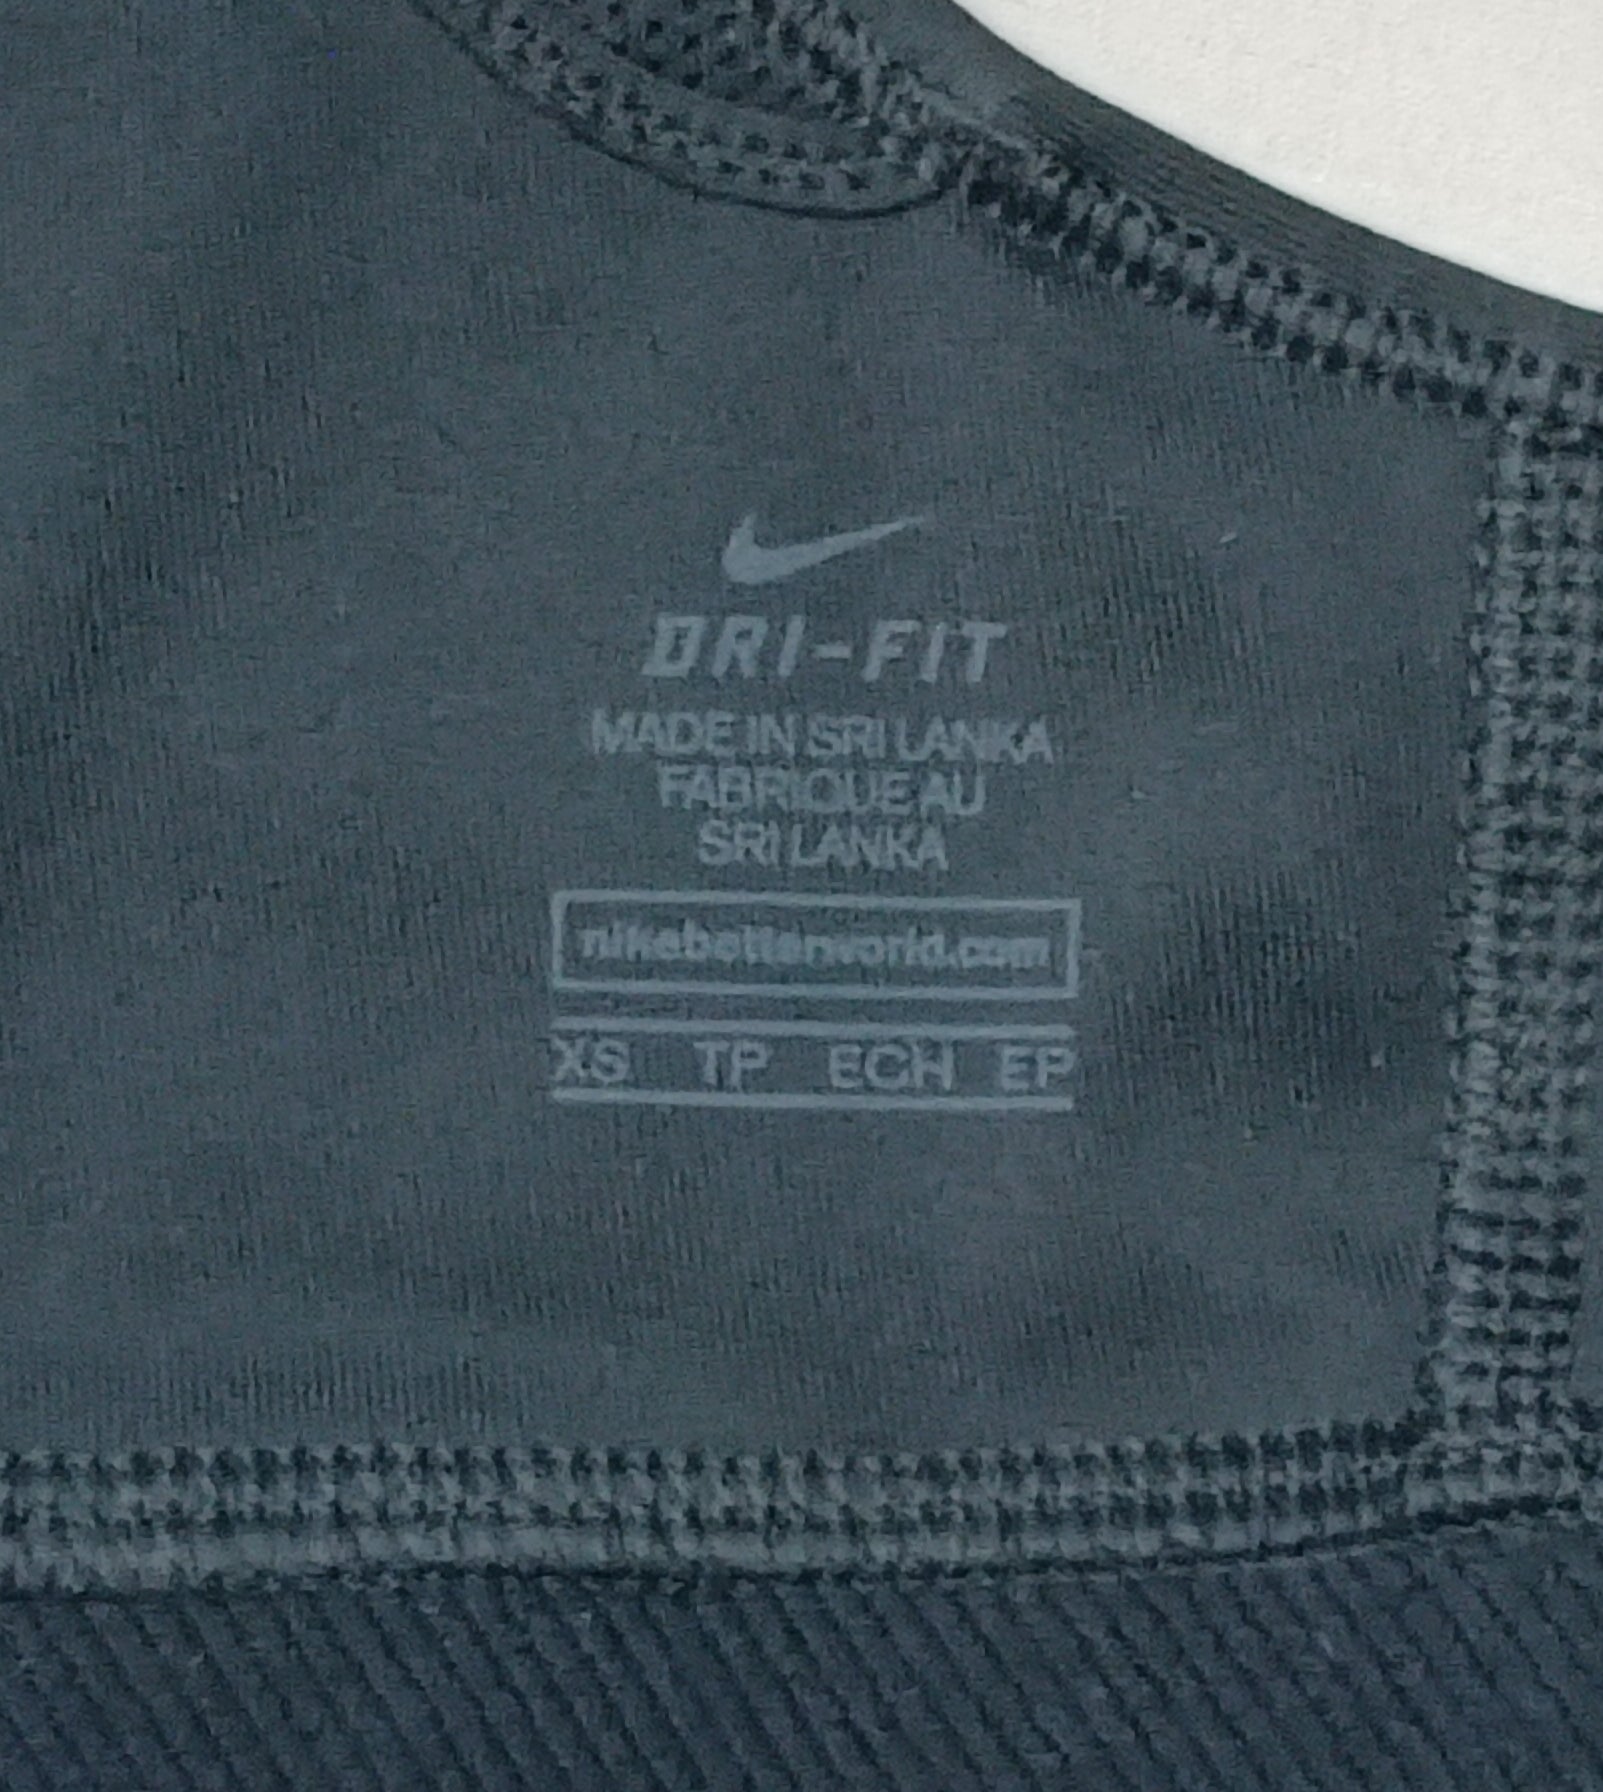 DRI-FIT
MADE IN SRI LANKA
FABRIQUE AU
SRI LANKA
nikebetterworld.com
XS TP ECH EP